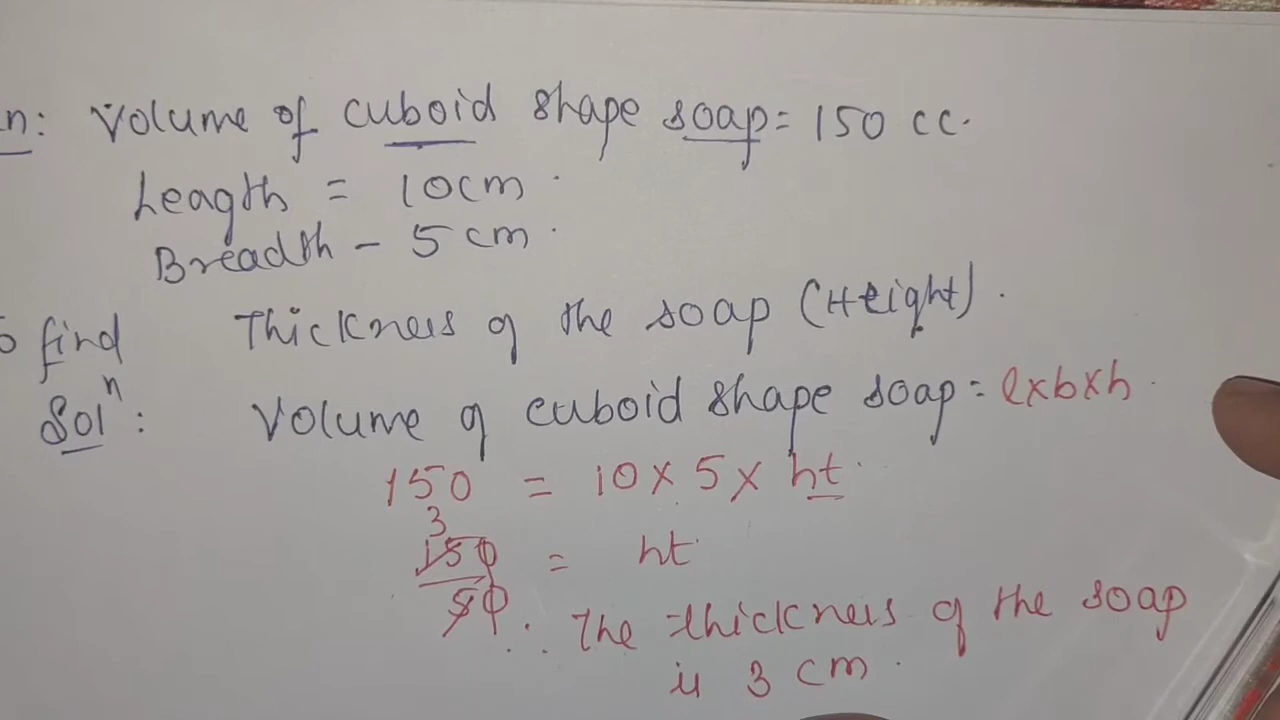 n: Volume of cuboid shape soap = 150 cc.
Length = 10cm.
Breadth - 5 cm.
o find Thickness of the soap (Height).
Solⁿ: Volume of cuboid shape soap = l×b×h.
150 = 10 × 5 × ht.
3
150 = ht.
50
∴ The thickness of the soap
is 3 cm.